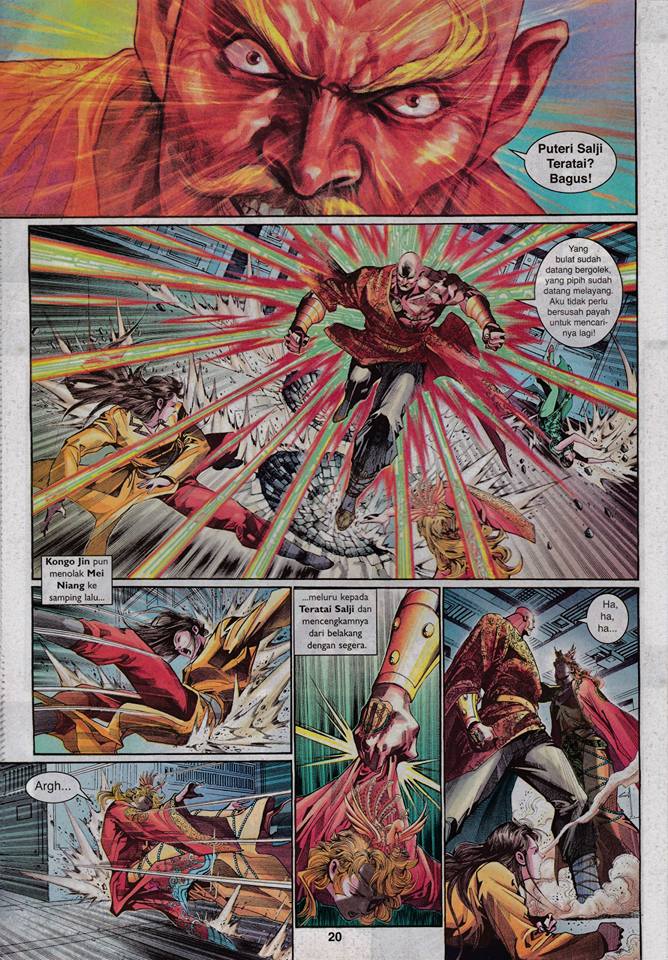 Puteri Salji
Teratai?
Bagus!
Yang
bulat sudah
datang bergolek,
yang pipih sudah
datang melayang.
Aku tidak perlu
bersusah payah
untuk mencari-
nya lagi!
Kongo Jin pun
menolak Mei
Niang ke
samping lalu...
...meluru kepada
Teratai Salji dan
mencengkamnya
dari belakang
dengan segera.
Ha,
ha,
ha...
Argh...
20